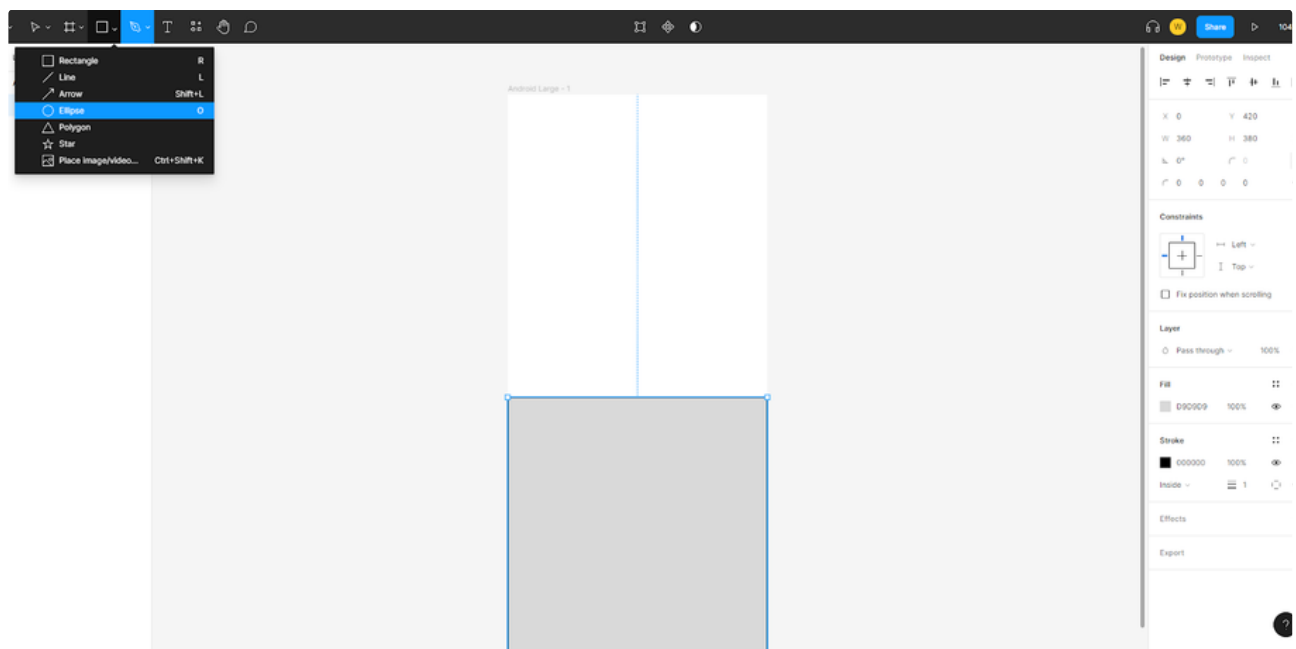 T W Share 104
Rectangle R
Line L
Arrow Shift+L
Ellipse O
Polygon
Star
Place image/video... Ctrl+Shift+K
Android Large - 1
Design Prototype Inspect
X 0 Y 420
W 360 H 380
0° 0
0 0 0 0
Constraints
Left
Top
Fix position when scrolling
Layer
Pass through 100%
Fill
D9D9D9 100%
Stroke
000000 100%
Inside 1
Effects
Export
?